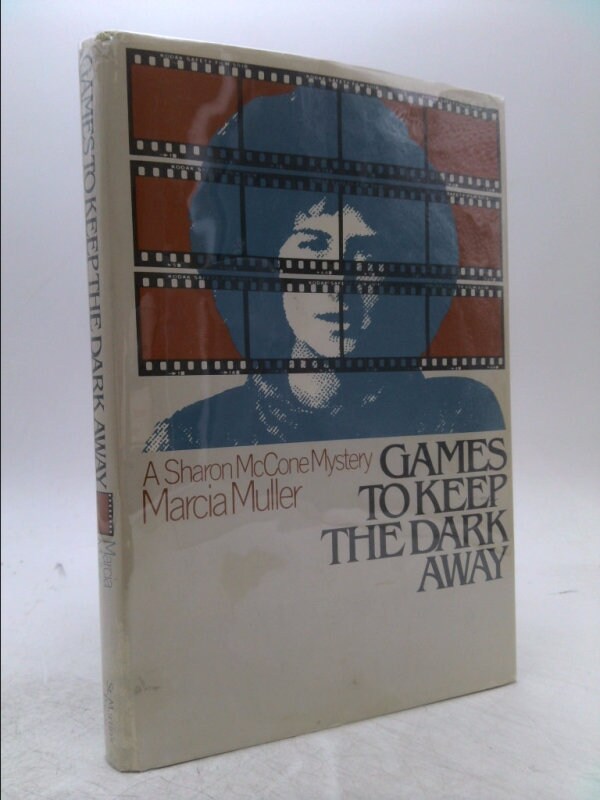 A Sharon McCone Mystery
Marcia Muller
GAMES
TO KEEP
THE DARK
AWAY
GAMES TO KEEP THE DARK AWAY
Marcia